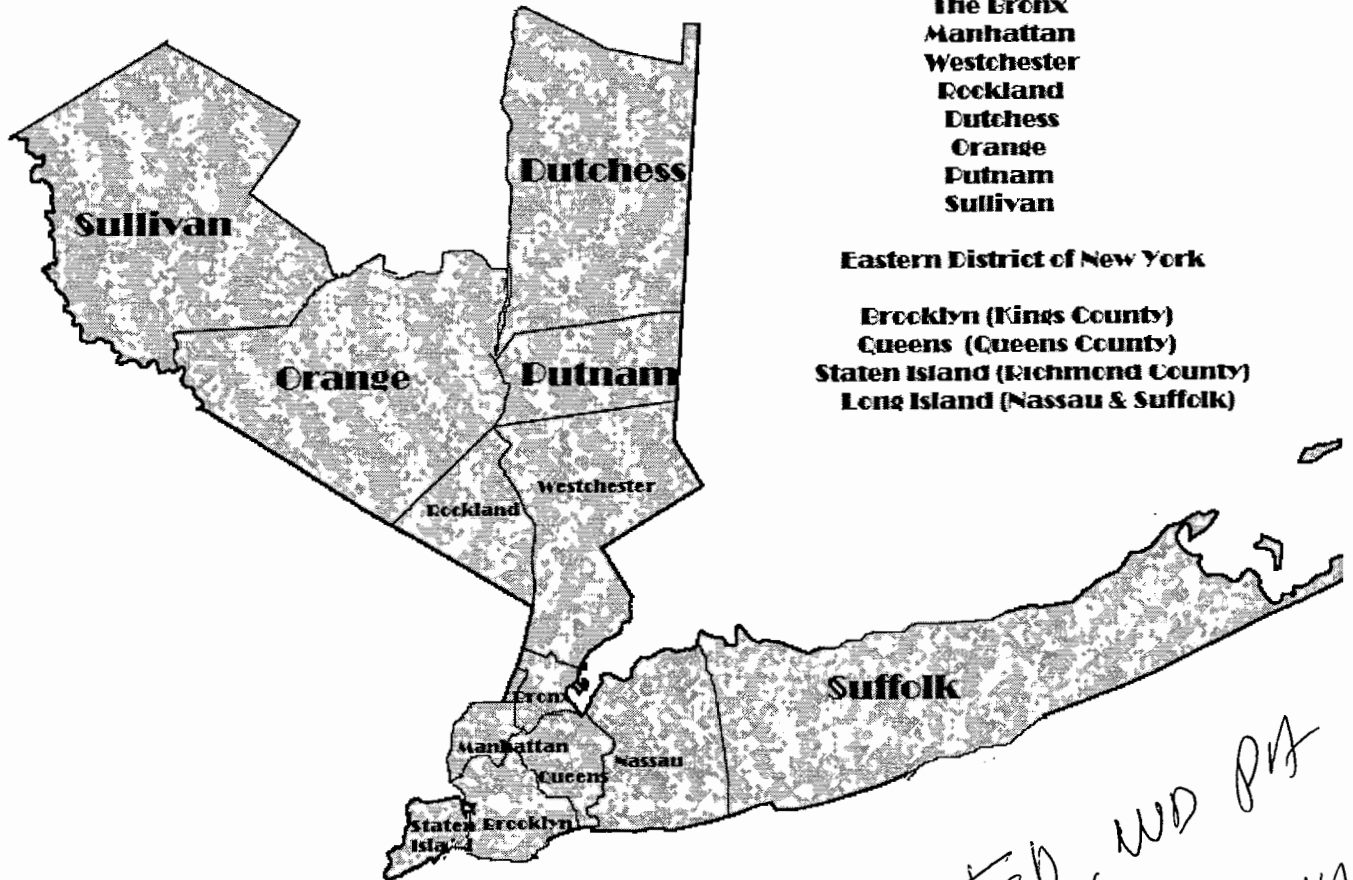 The Bronx
Manhattan
Westchester
Rockland
Dutchess
Orange
Putnam
Sullivan
Eastern District of New York
Brooklyn (Kings County)
Queens (Queens County)
Staten Island (Richmond County)
Long Island (Nassau & Suffolk)
Dutchess
Sullivan
Orange
Putnam
Westchester
Rockland
Bronx
Suffolk
Manhattan
Nassau
Queens
Staten
Island
Brooklyn
WD PA